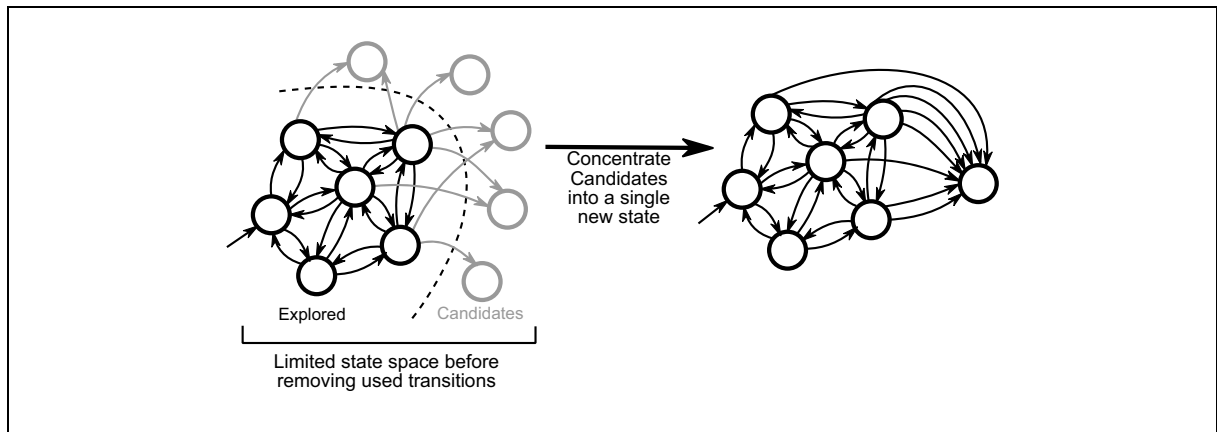 Concentrate
Candidates
into a single
new state
Explored
Candidates
Limited state space before
removing used transitions